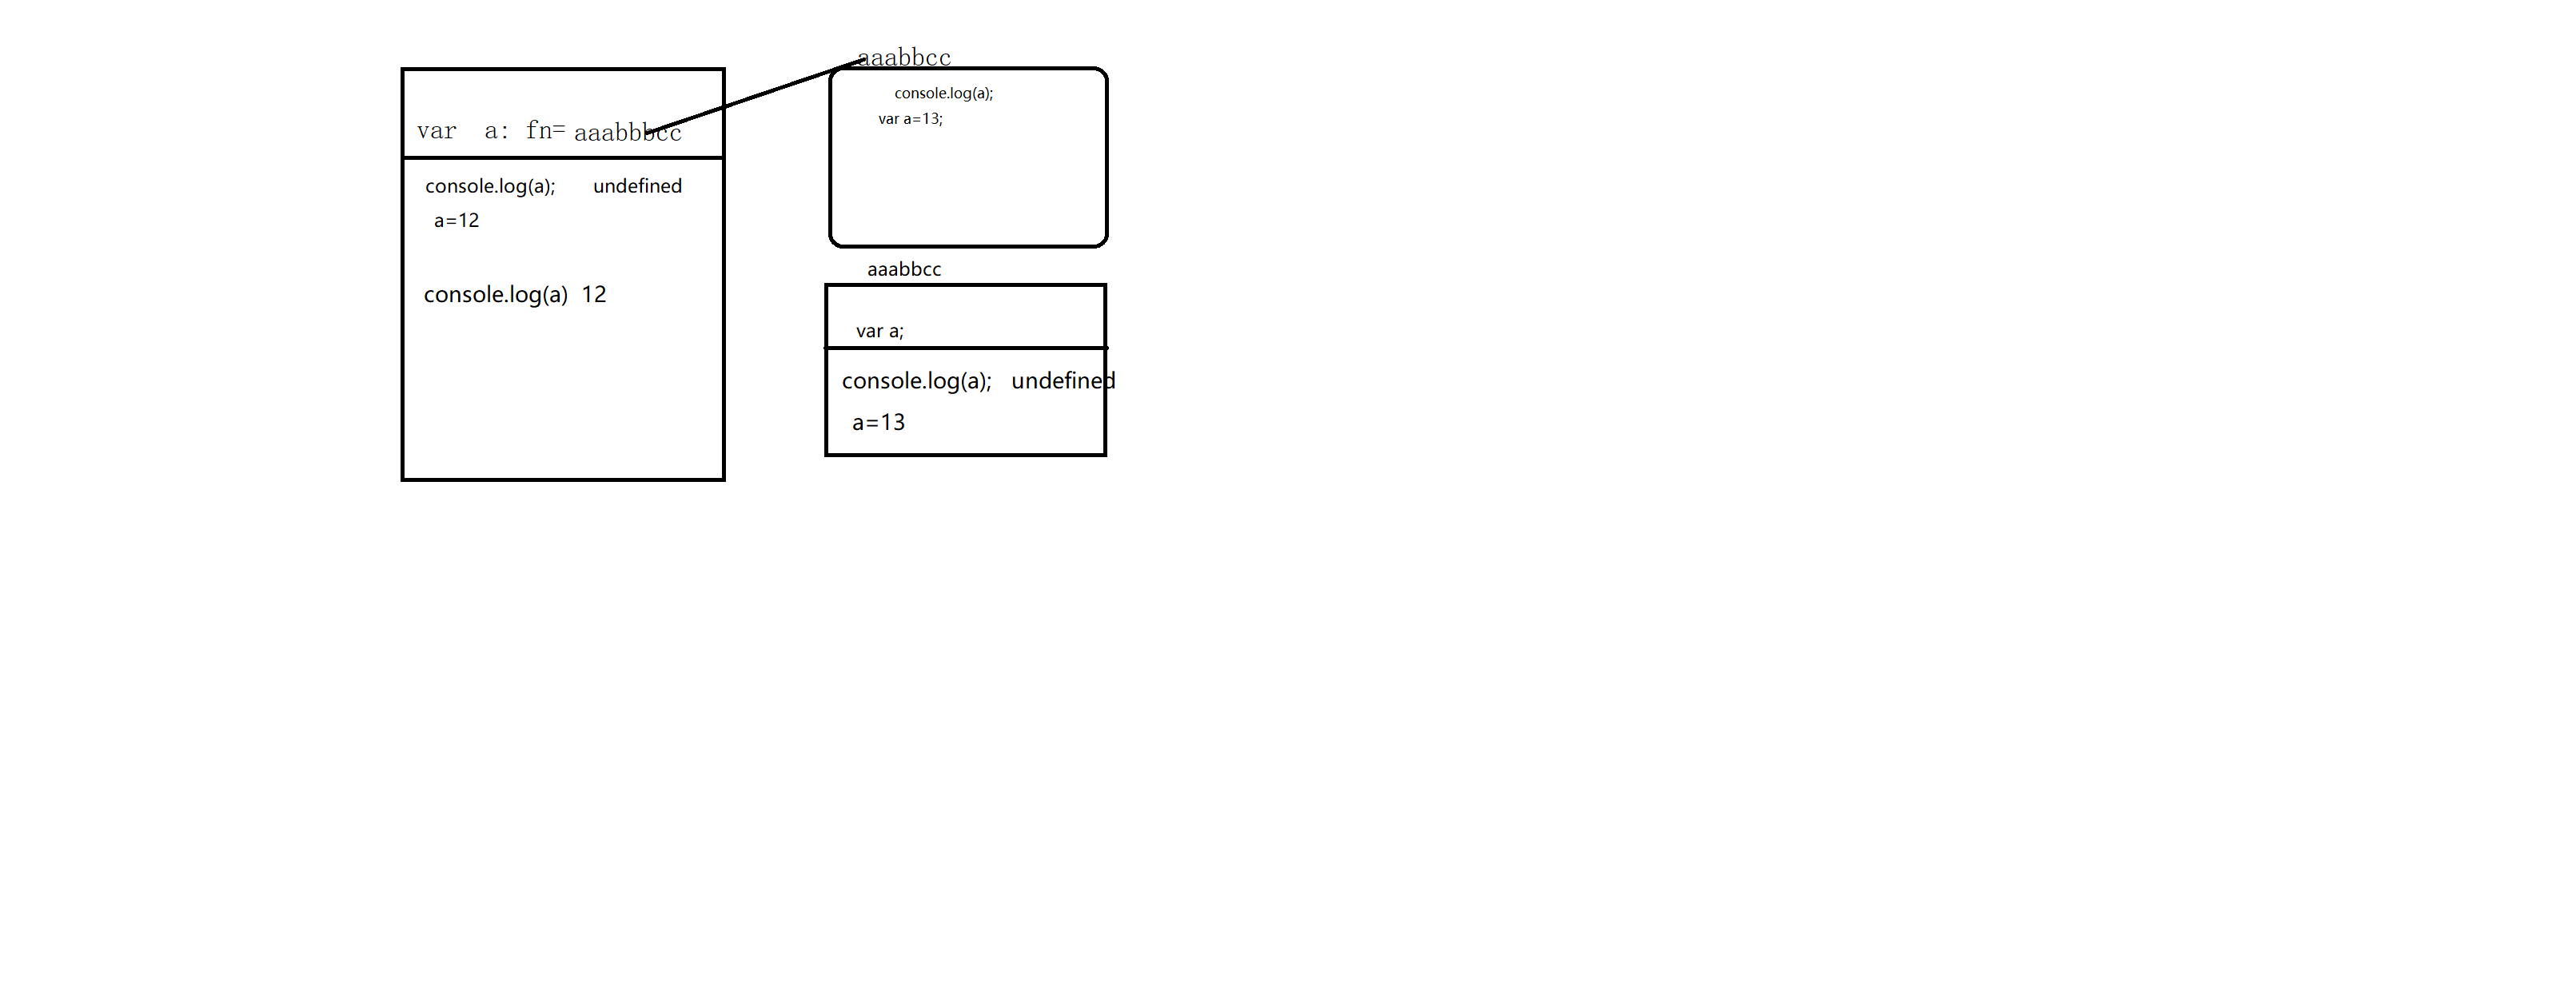 var  a: fn= aaabbbcc
console.log(a);  undefined
a=12
console.log(a)  12
aaabbcc
console.log(a);
var a=13;
aaabbcc
var a;
console.log(a);  undefined
a=13